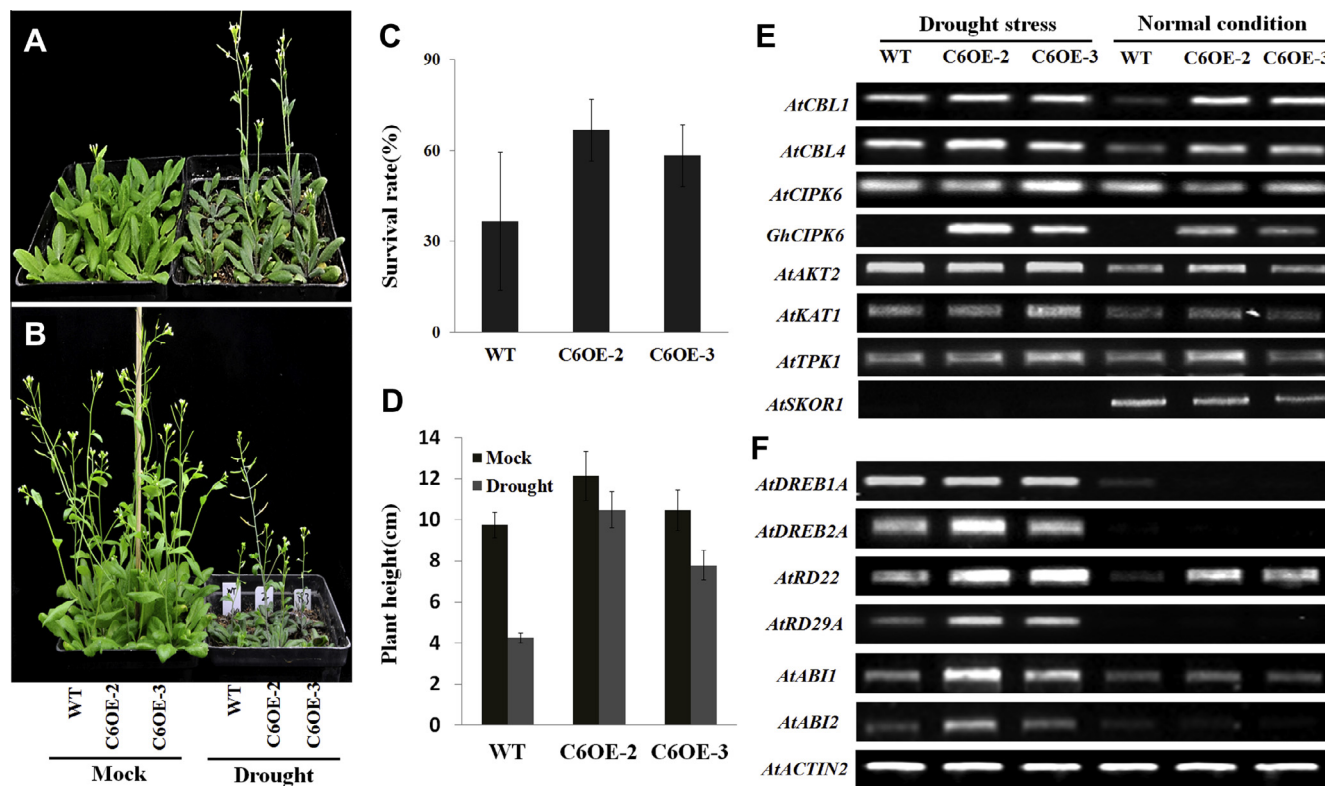 A
B
WT
C6OE-2
C6OE-3
WT
C6OE-2
C6OE-3
Mock
Drought
C
Survival rate(%)
90
60
30
0
WT
C6OE-2
C6OE-3
D
Plant height(cm)
14
12
10
8
6
4
2
0
Mock
Drought
WT
C6OE-2
C6OE-3
E
Drought stress
Normal condition
WT
C6OE-2
C6OE-3
WT
C6OE-2
C6OE-3
AtCBL1
AtCBL4
AtCIPK6
GhCIPK6
AtAKT2
AtKAT1
AtTPK1
AtSKOR1
F
AtDREB1A
AtDREB2A
AtRD22
AtRD29A
AtABI1
AtABI2
AtACTIN2